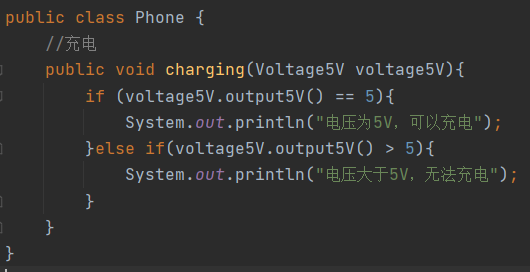 public class Phone {
//充电
public void charging(Voltage5V voltage5V){
if (voltage5V.output5V() == 5){
System.out.println("电压为5V，可以充电");
}else if(voltage5V.output5V() > 5){
System.out.println("电压大于5V，无法充电");
}
}
}